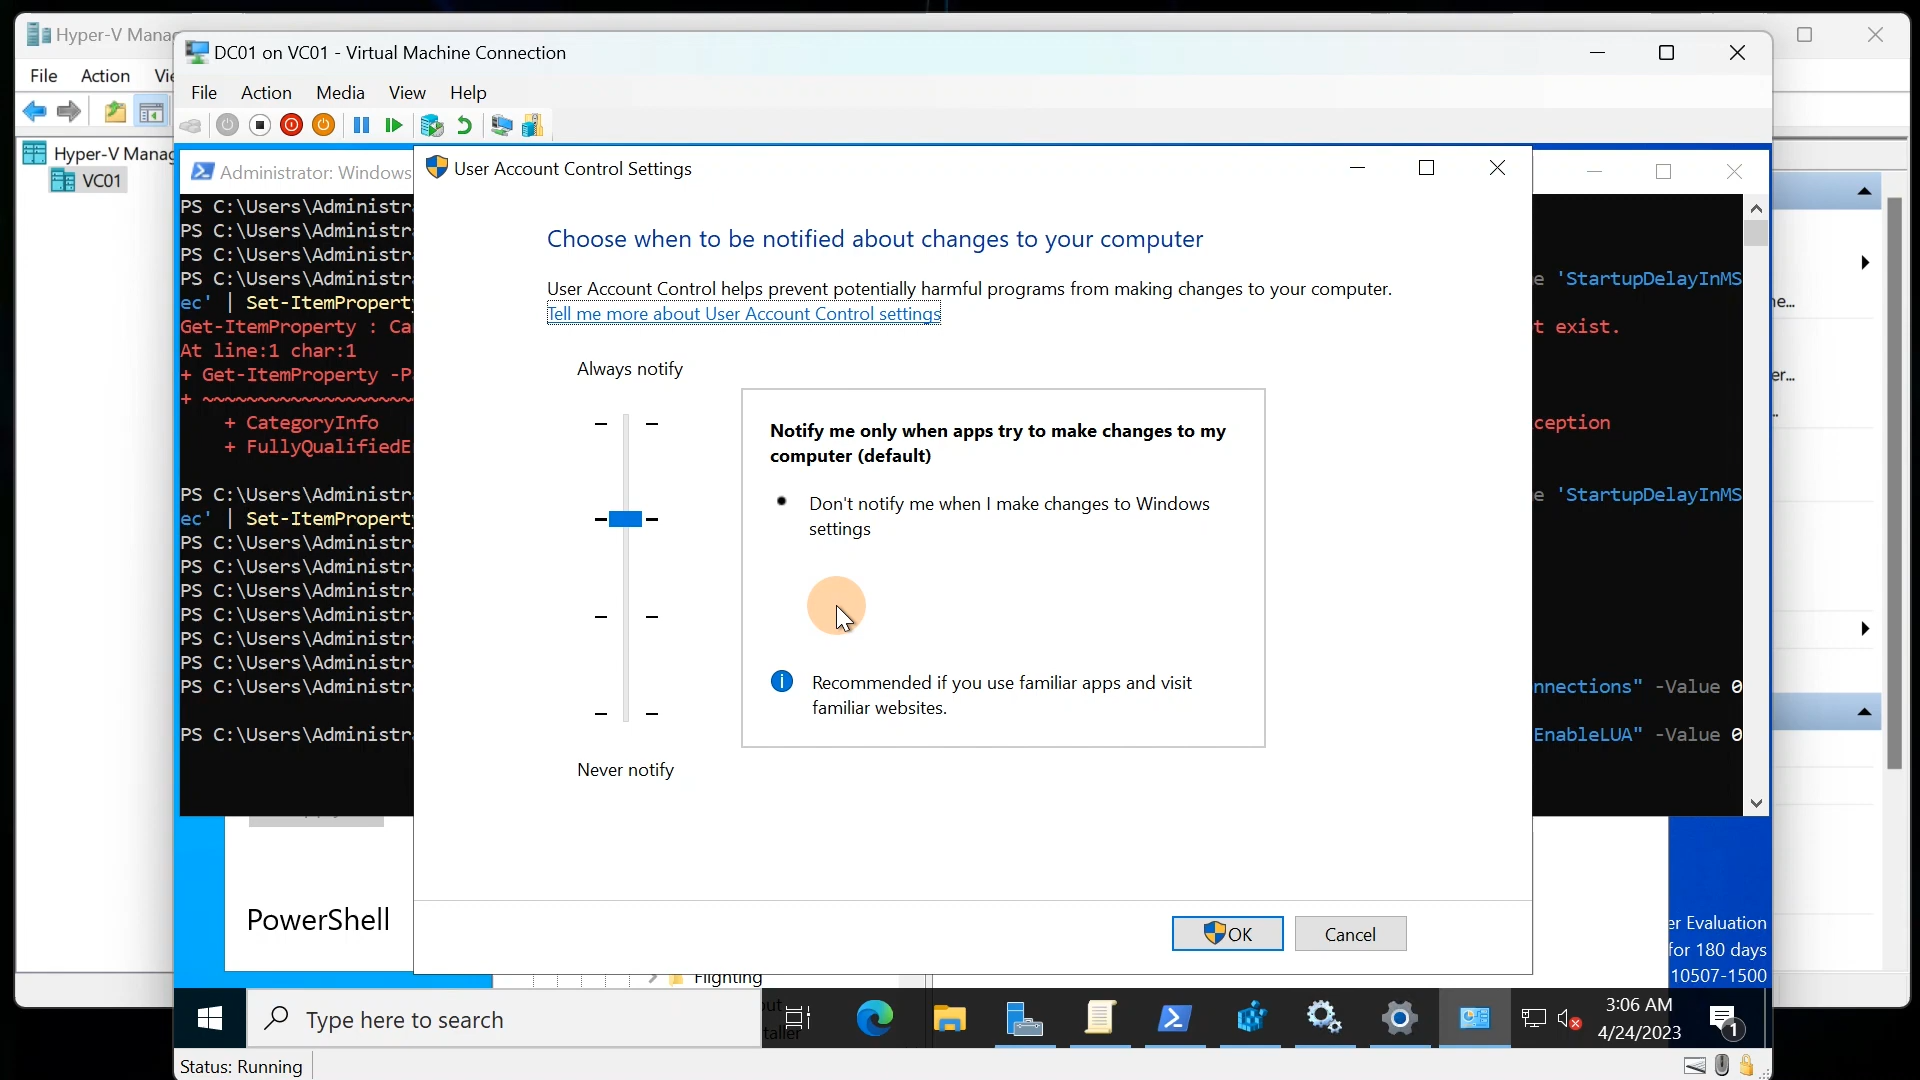 Hyper-V Mana
File Action Vi
Hyper-V Manag
VC01
DC01 on VC01 - Virtual Machine Connection
File Action Media View Help
Administrator: Windows
PS C:\Users\Administr
PS C:\Users\Administr
PS C:\Users\Administr
PS C:\Users\Administr
e 'StartupDelayInMS
ec' | Set-ItemProperty
Get-ItemProperty : Ca
t exist.
At line:1 char:1
+ Get-ItemProperty -P
+ ~~~~~~~~~~~~~~~~~~~
+ CategoryInfo
ception
+ FullyQualifiedE
PS C:\Users\Administr
e 'StartupDelayInMS
ec' | Set-ItemProperty
PS C:\Users\Administr
PS C:\Users\Administr
PS C:\Users\Administr
PS C:\Users\Administr
PS C:\Users\Administr
PS C:\Users\Administr
PS C:\Users\Administr
nnections" -Value 0
PS C:\Users\Administr
EnableLUA" -Value 0
User Account Control Settings
Choose when to be notified about changes to your computer
User Account Control helps prevent potentially harmful programs from making changes to your computer.
Tell me more about User Account Control settings
Always notify
Notify me only when apps try to make changes to my
computer (default)
Don't notify me when I make changes to Windows
settings
Recommended if you use familiar apps and visit
familiar websites.
Never notify
OK Cancel
PowerShell
Flighting
er Evaluation
for 180 days
10507-1500
Type here to search
3:06 AM
4/24/2023
1
Status: Running